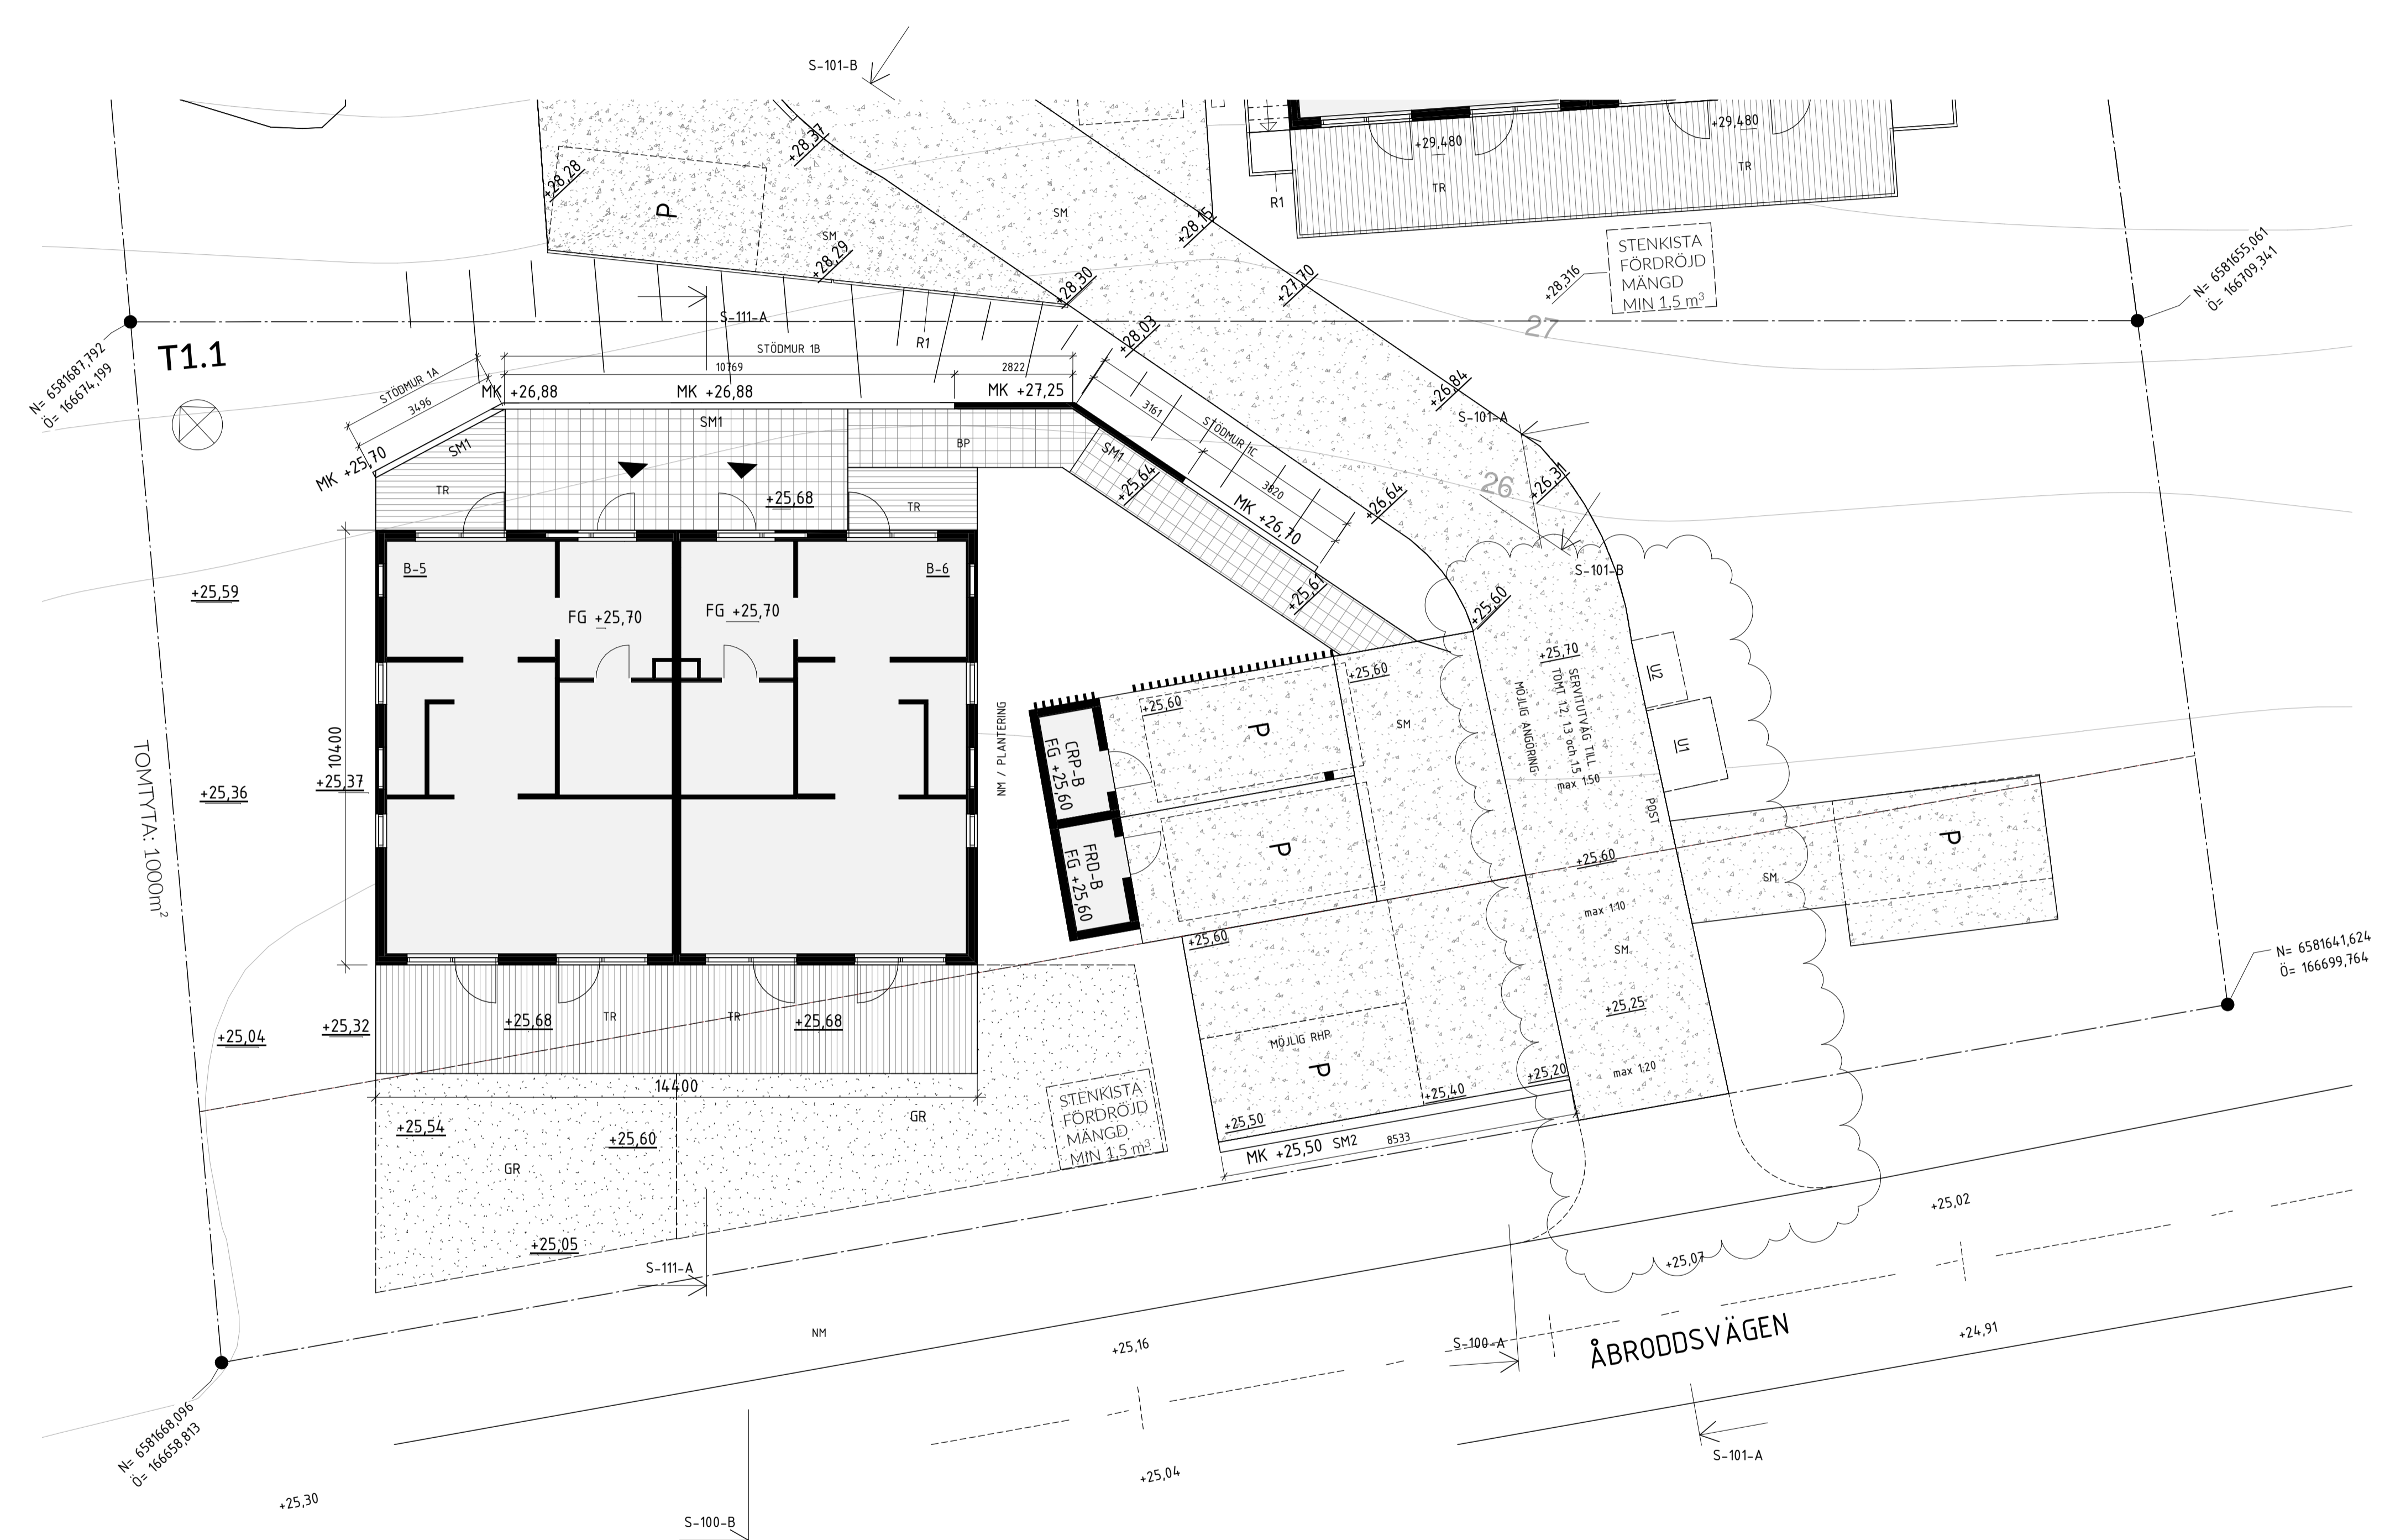 S-101-B
+28,37
+28,28
P
SM
+28,29
SM
+28,15
+28,30
+27,70
+29,480
TR
+29,480
TR
R1
STENKISTA
FÖRDRÖJD
MÄNGD
MIN 1,5 m³
+28,316
N= 6581655,061
Ö= 166709,341
27
S-111-A
R1
+28,03
T1.1
N= 6581687,792
Ö= 166674,199
STÖDMUR 1A
3496
STÖDMUR 1B
10769
2822
MK +26,88
MK +26,88
MK +27,25
MK +25,70
SM1
SM1
BP
SM1
TR
TR
+25,68
+25,64
3161
STÖDMUR 1C
3820
MK +26,70
+26,64
+26,84
S-101-A
+26,31
26
S-101-B
+25,61
+25,60
B-5
B-6
FG +25,70
FG +25,70
+25,59
+25,36
+25,37
10400
TOMTYTA: 1000m²
NM / PLANTERING
CRP-B
FG +25,60
FRD-B
FG +25,60
+25,60
P
P
+25,60
SM
MÖJLIG ANGÖRING
+25,70
SERVITUTVÄG TILL
TOMT 1.2, 1.3 och 1.5
max 1:50
U2
U1
POST
+25,60
P
SM
max 1:10
SM
+25,25
max 1:20
+25,60
MÖJLIG RHP
P
+25,20
+25,40
+25,50
MK +25,50 SM2
8533
N= 6581641,624
Ö= 166699,764
+25,04
+25,32
+25,68
TR
TR
+25,68
14400
+25,54
+25,60
GR
GR
STENKISTA
FÖRDRÖJD
MÄNGD
MIN 1,5 m³
+25,05
S-111-A
NM
+25,02
+25,07
S-100-A
ÅBRODDSVÄGEN
+24,91
+25,16
+25,04
S-101-A
N= 6581668,096
Ö= 166658,813
+25,30
S-100-B